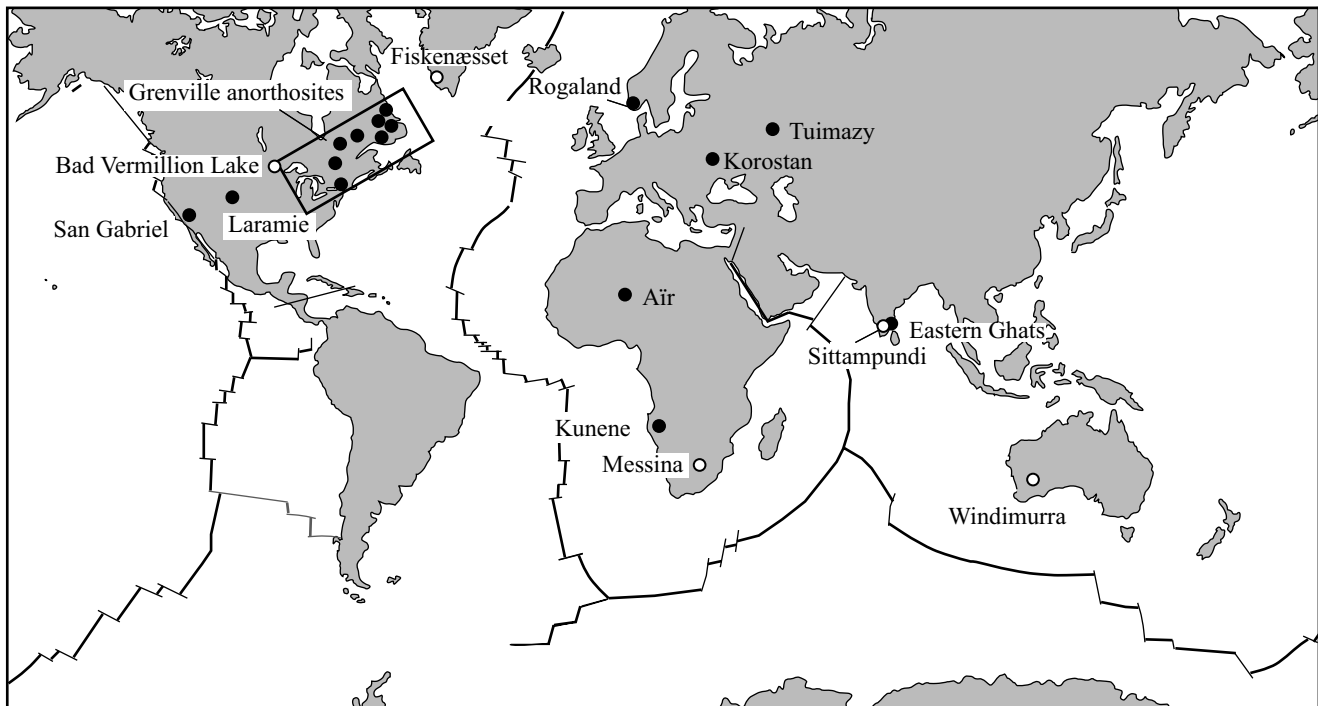 Fiskenæsset
Grenville anorthosites
Rogaland
Tuimazy
Bad Vermillion Lake
Korostan
San Gabriel
Laramie
Aïr
Eastern Ghats
Sittampundi
Kunene
Messina
Windimurra